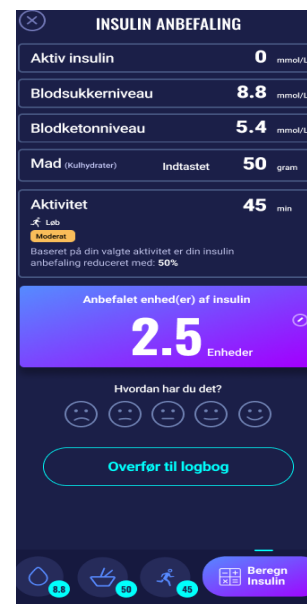 INSULIN ANBEFALING
Aktiv insulin 0 mmol/L
Blodsukkerniveau 8.8 mmol/L
Blodketonniveau 5.4 mmol/L
Mad (Kulhydrater) Indtastet 50 gram
Aktivitet 45 min
Løb
Moderat
Baseret på din valgte aktivitet er din insulin
anbefaling reduceret med: 50%
Anbefalet enhed(er) af insulin
2.5 Enheder
Hvordan har du det?
Overfør til logbog
8.8
50
45
Beregn
Insulin